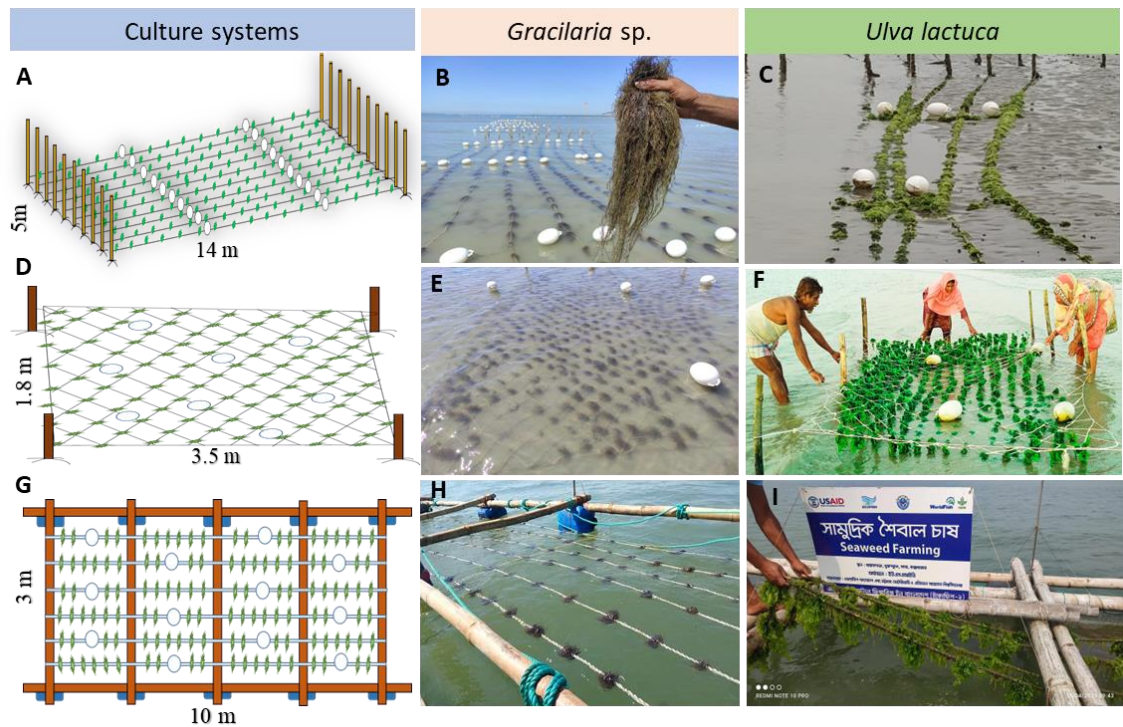 Culture systems
Gracilaria sp.
Ulva lactuca
A
5m
14 m
B
C
D
1.8 m
3.5 m
E
F
G
3 m
10 m
H
I
USAID
WorldFish
সামুদ্রিক শৈবাল চাষ
Seaweed Farming
REDMI NOTE 10 PRO